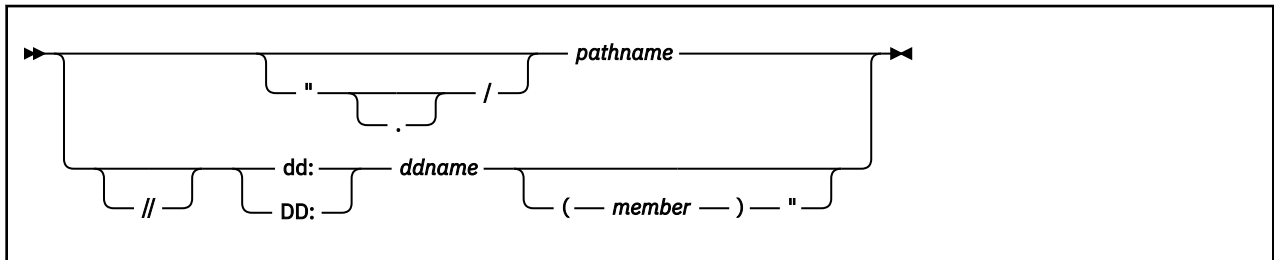 pathname
" /
.
dd: ddname
// ( member ) "
DD: